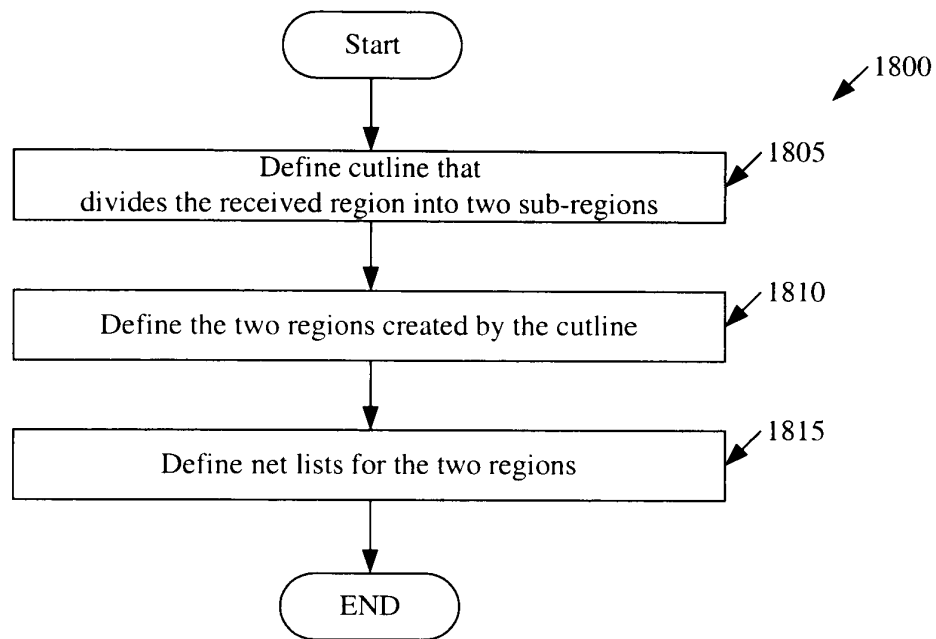 Start
1800
1805
Define cutline that
divides the received region into two sub-regions
1810
Define the two regions created by the cutline
1815
Define net lists for the two regions
END